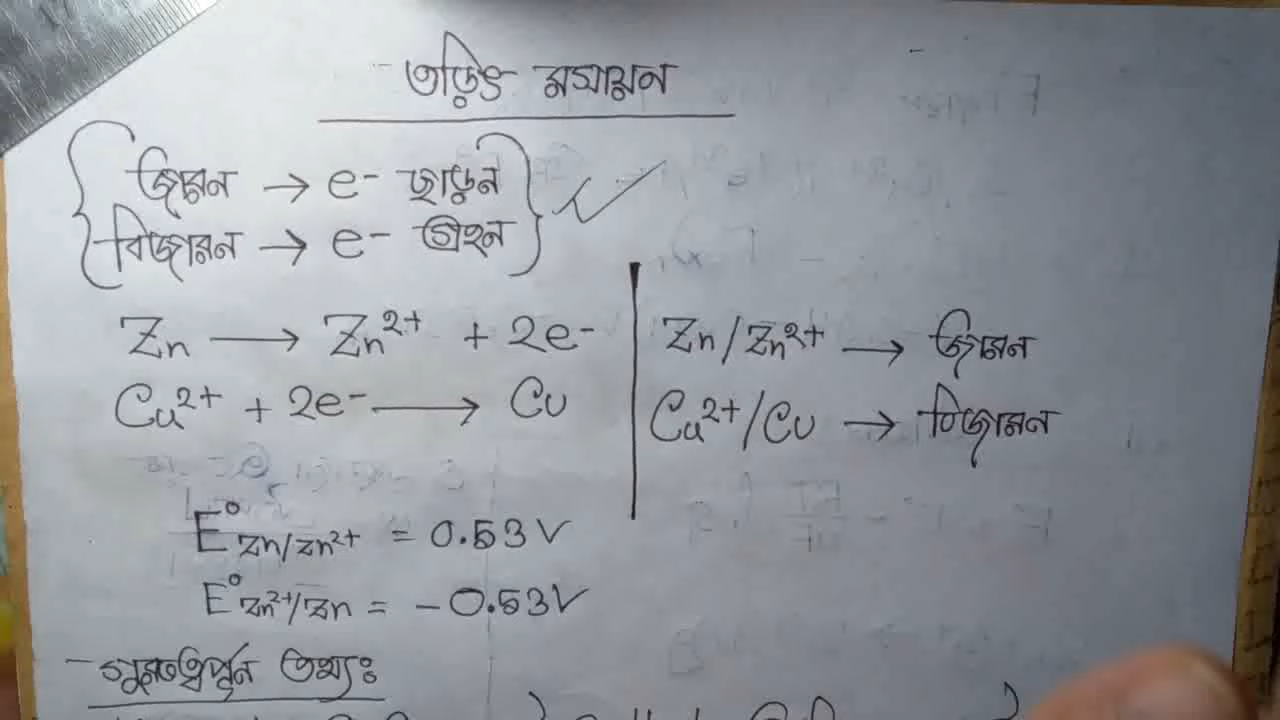 তড়িৎ রসায়ন
জারন → e- ছাড়ন
বিজারন → e- গ্রহন
Zn → Zn²⁺ + 2e-
Cu²⁺ + 2e- → Cu
Zn/Zn²⁺ → জারন
Cu²⁺/Cu → বিজারন
E° Zn/Zn²⁺ = 0.53V
E° Zn²⁺/Zn = -0.53V
গুরুত্বপূর্ন তথ্যঃ